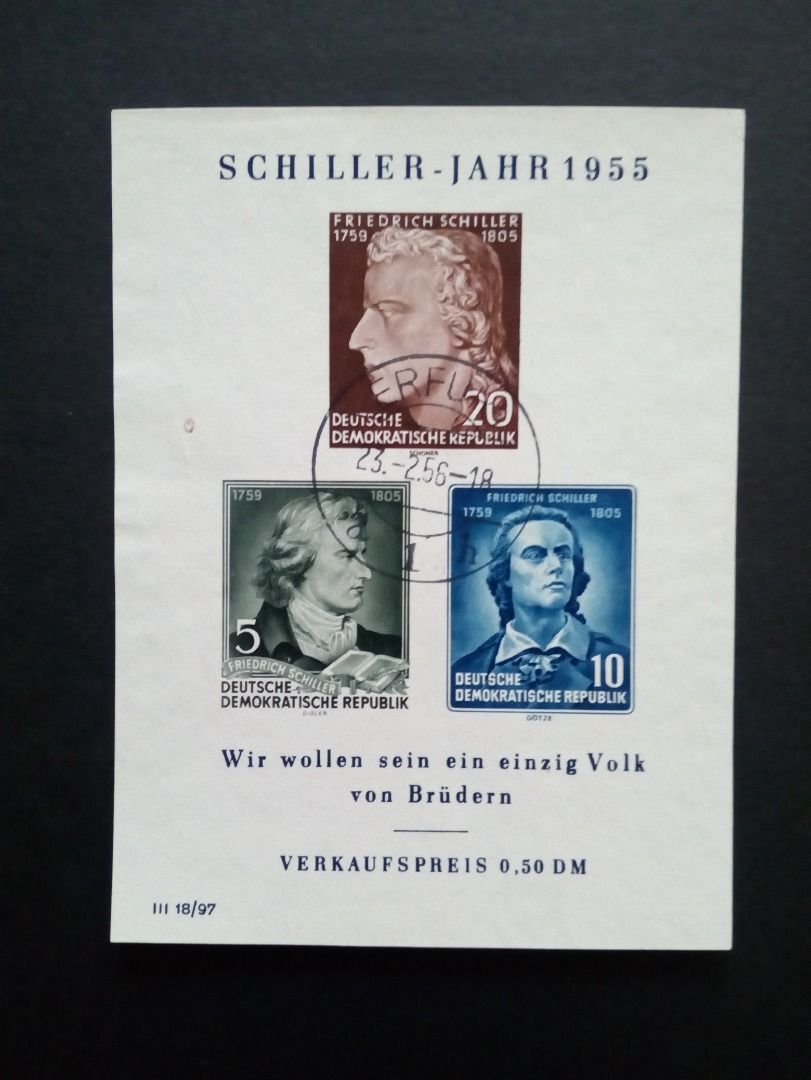 SCHILLER-JAHR 1955
FRIEDRICH SCHILLER
1759 1805
20
DEUTSCHE
DEMOKRATISCHE REPUBLIK
23.-2.56-18
1759 1805
5
FRIEDRICH SCHILLER
DEUTSCHE
DEMOKRATISCHE REPUBLIK
FRIEDRICH SCHILLER
1759 1805
10
DEUTSCHE
DEMOKRATISCHE REPUBLIK
GÖTZE
Wir wollen sein ein einzig Volk
von Brüdern
VERKAUFSPREIS 0,50 DM
III 18/97